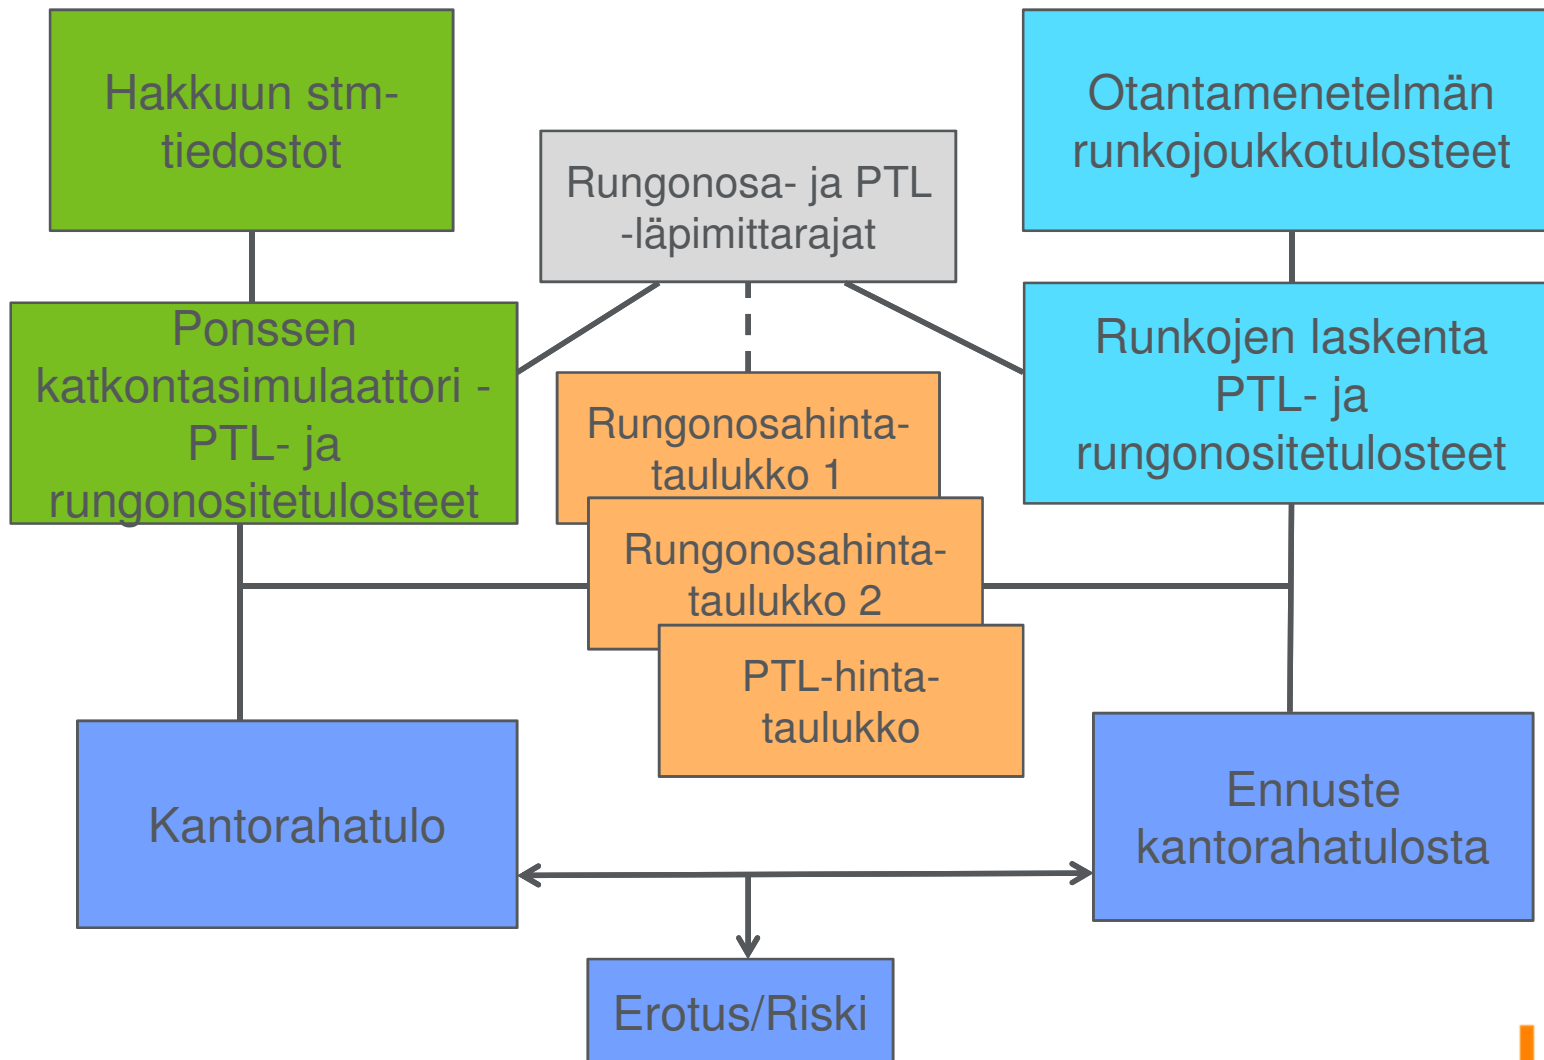 Hakkuun stm-
tiedostot
Otantamenetelmän
runkojoukkotulosteet
Rungonosa- ja PTL
-läpimittarajat
Ponssen
katkontasimulaattori -
PTL- ja
rungonositetulosteet
Runkojen laskenta
PTL- ja
rungonositetulosteet
Rungonosahinta-
taulukko 1
Rungonosahinta-
taulukko 2
PTL-hinta-
taulukko
Kantorahatulo
Ennuste
kantorahatulosta
Erotus/Riski